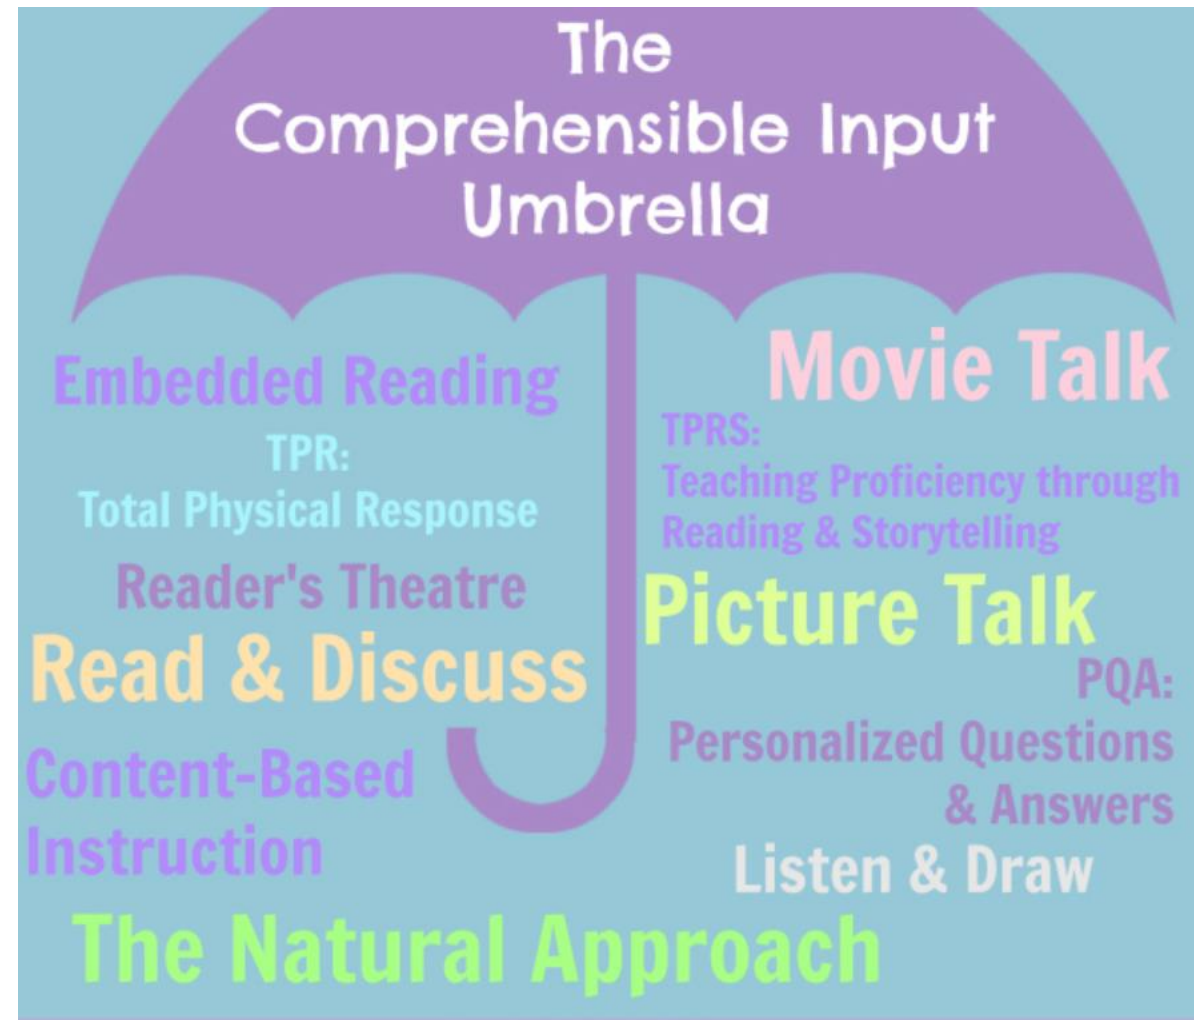 The
Comprehensible Input
Umbrella
Embedded Reading
TPR:
Total Physical Response
Reader's Theatre
Read & Discuss
Content-Based
Instruction
Movie Talk
TPRS:
Teaching Proficiency through
Reading & Storytelling
Picture Talk
PQA:
Personalized Questions
& Answers
Listen & Draw
The Natural Approach